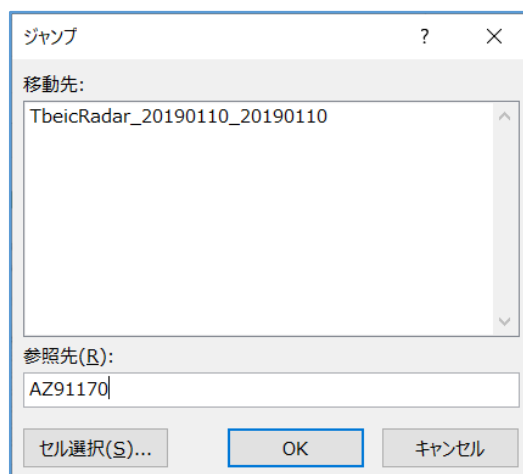 ジャンプ ?
移動先:
TbeicRadar_20190110_20190110
参照先(R):
AZ91170
セル選択(S)... OK キャンセル